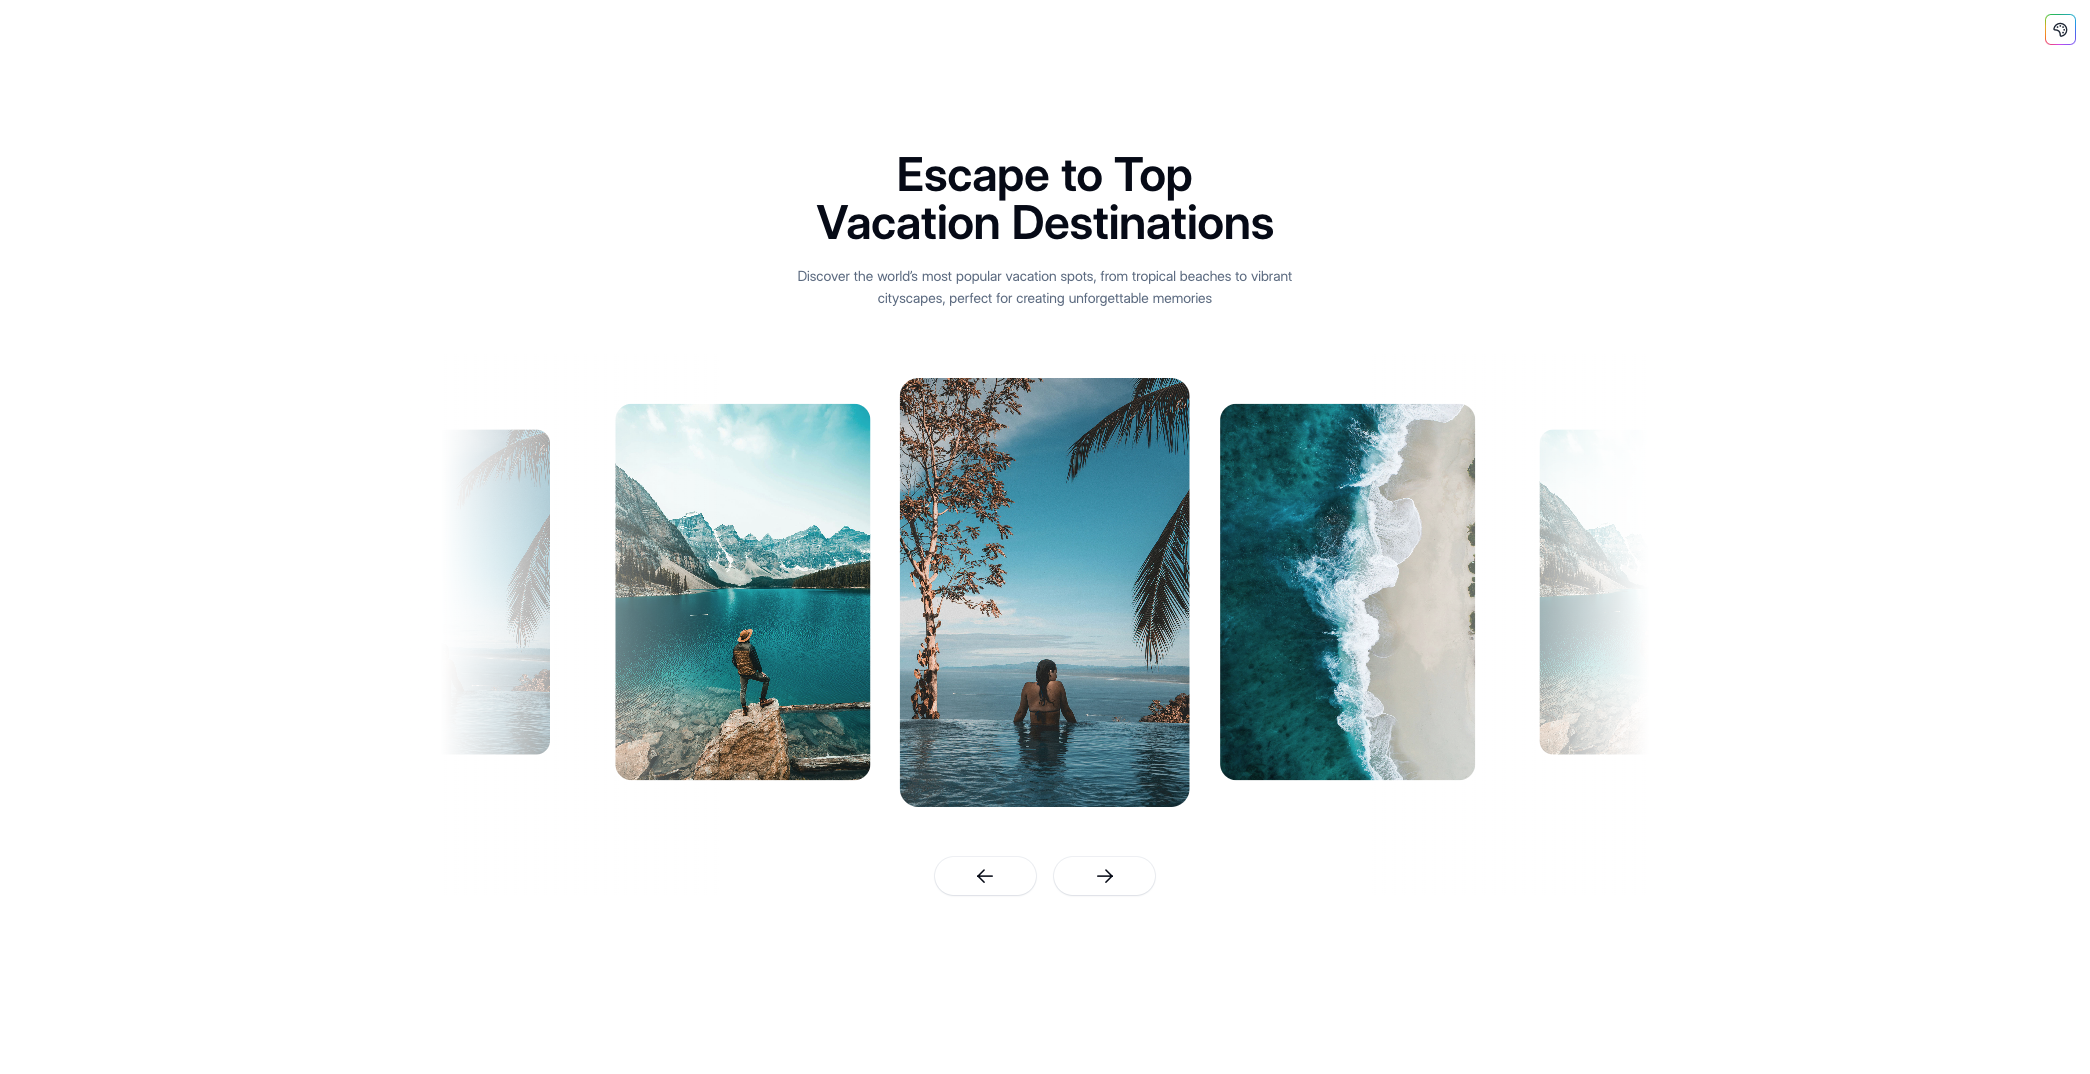 Escape to Top
Vacation Destinations
Discover the world's most popular vacation spots, from tropical beaches to vibrant
cityscapes, perfect for creating unforgettable memories